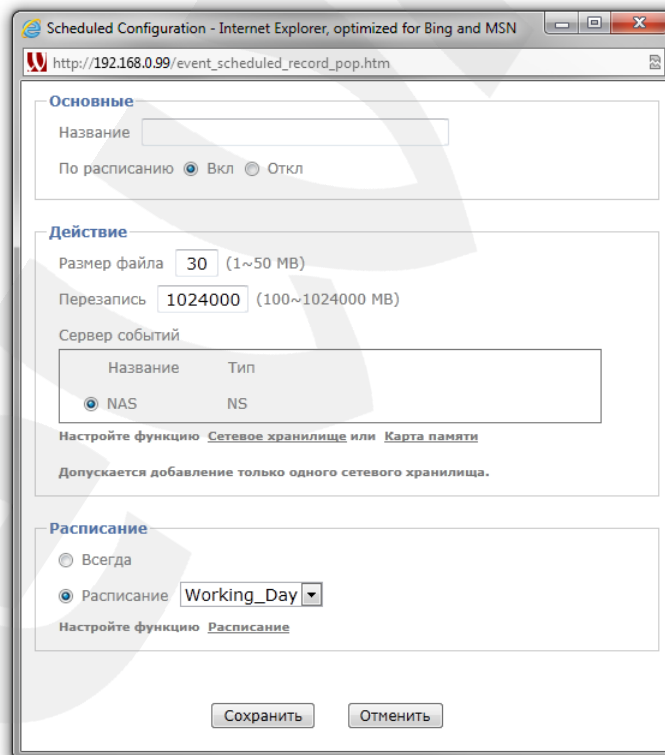 Scheduled Configuration - Internet Explorer, optimized for Bing and MSN
http://192.168.0.99/event_scheduled_record_pop.htm
Основные
Название
По расписанию Вкл Откл
Действие
Размер файла 30 (1~50 MB)
Перезапись 1024000 (100~1024000 MB)
Сервер событий
Название Тип
NAS NS
Настройте функцию Сетевое хранилище или Карта памяти
Допускается добавление только одного сетевого хранилища.
Расписание
Всегда
Расписание Working_Day
Настройте функцию Расписание
Сохранить Отменить